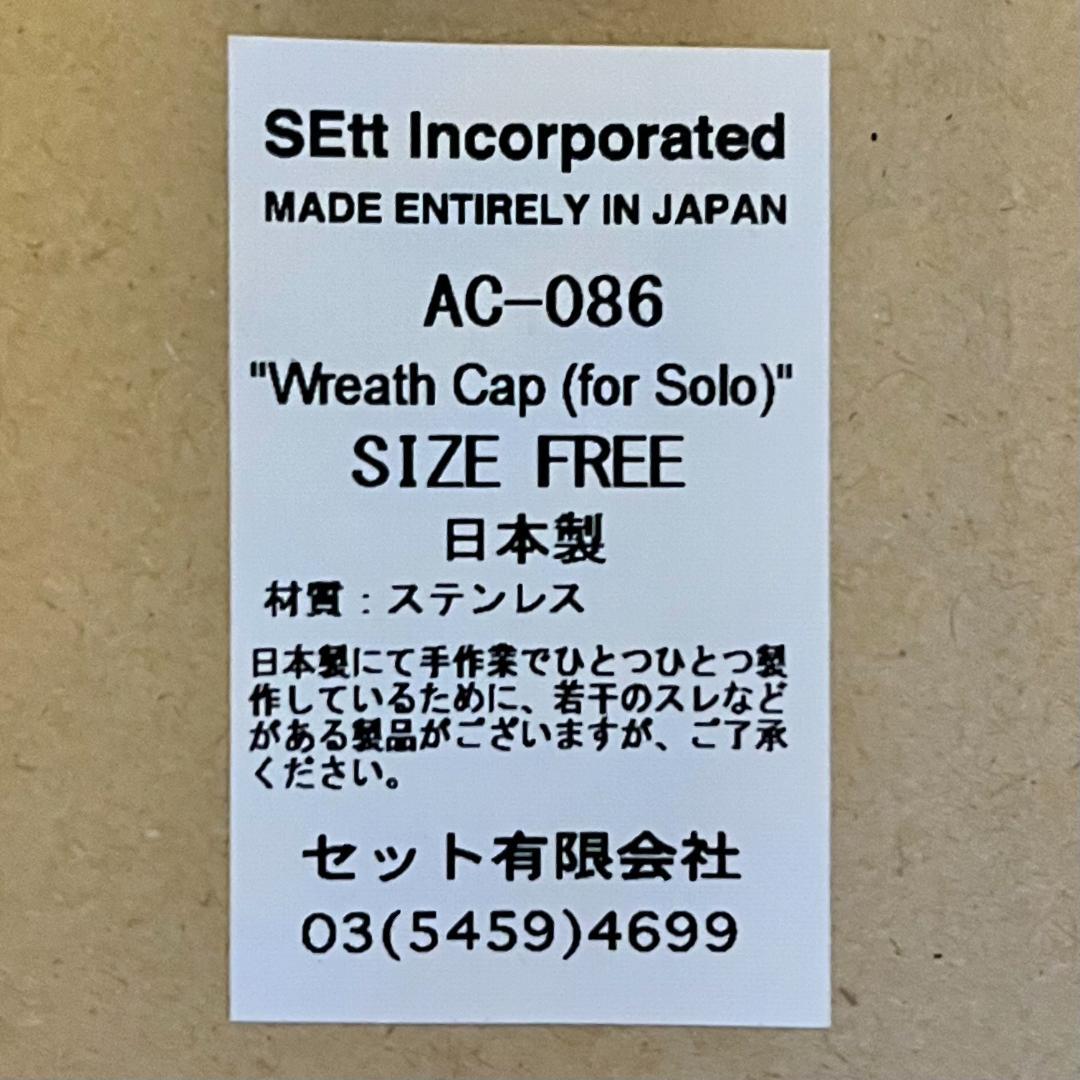 SEtt Incorporated
MADE ENTIRELY IN JAPAN
AC-086
"Wreath Cap (for Solo)"
SIZE FREE
日本製
材質：ステンレス
日本製にて手作業でひとつひとつ製
作しているために、若干のスレなど
がある製品がございますが、ご了承
ください。
セット有限会社
03(5459)4699